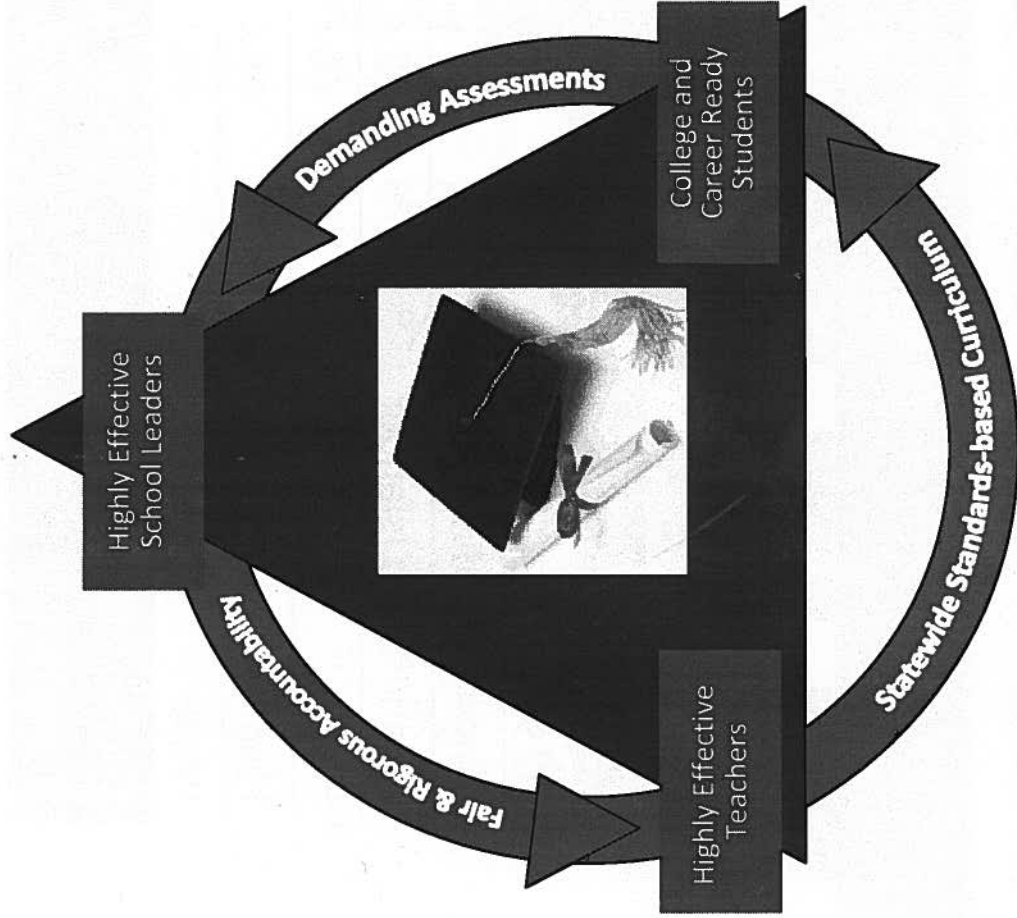 Highly Effective
School Leaders
Demanding Assessments
College and
Career Ready
Students
Statewide Standards-based Curriculum
Highly Effective
Teachers
Fair & Rigorous Accountability